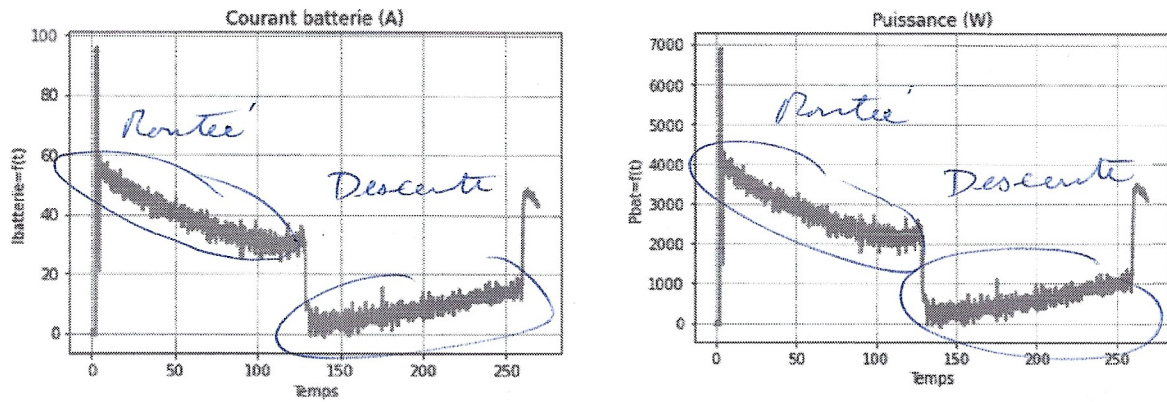 Courant batterie (A)
100
80
60
40
20
0
Ibatterie=f(t)
0 50 100 150 200 250
Temps
Montée
Descente
Puissance (W)
7000
6000
5000
4000
3000
2000
1000
0
Pbat=f(t)
0 50 100 150 200 250
Temps
Montée
Descente